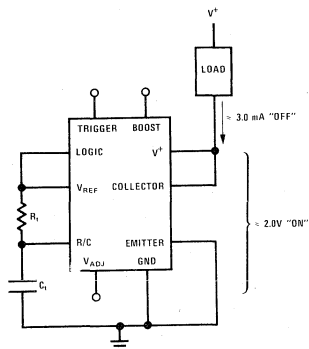 V+
LOAD
≈ 3.0 mA "OFF"
TRIGGER BOOST
LOGIC V+
VREF COLLECTOR
≈ 2.0V "ON"
R1
R/C EMITTER
VADJ GND
C1